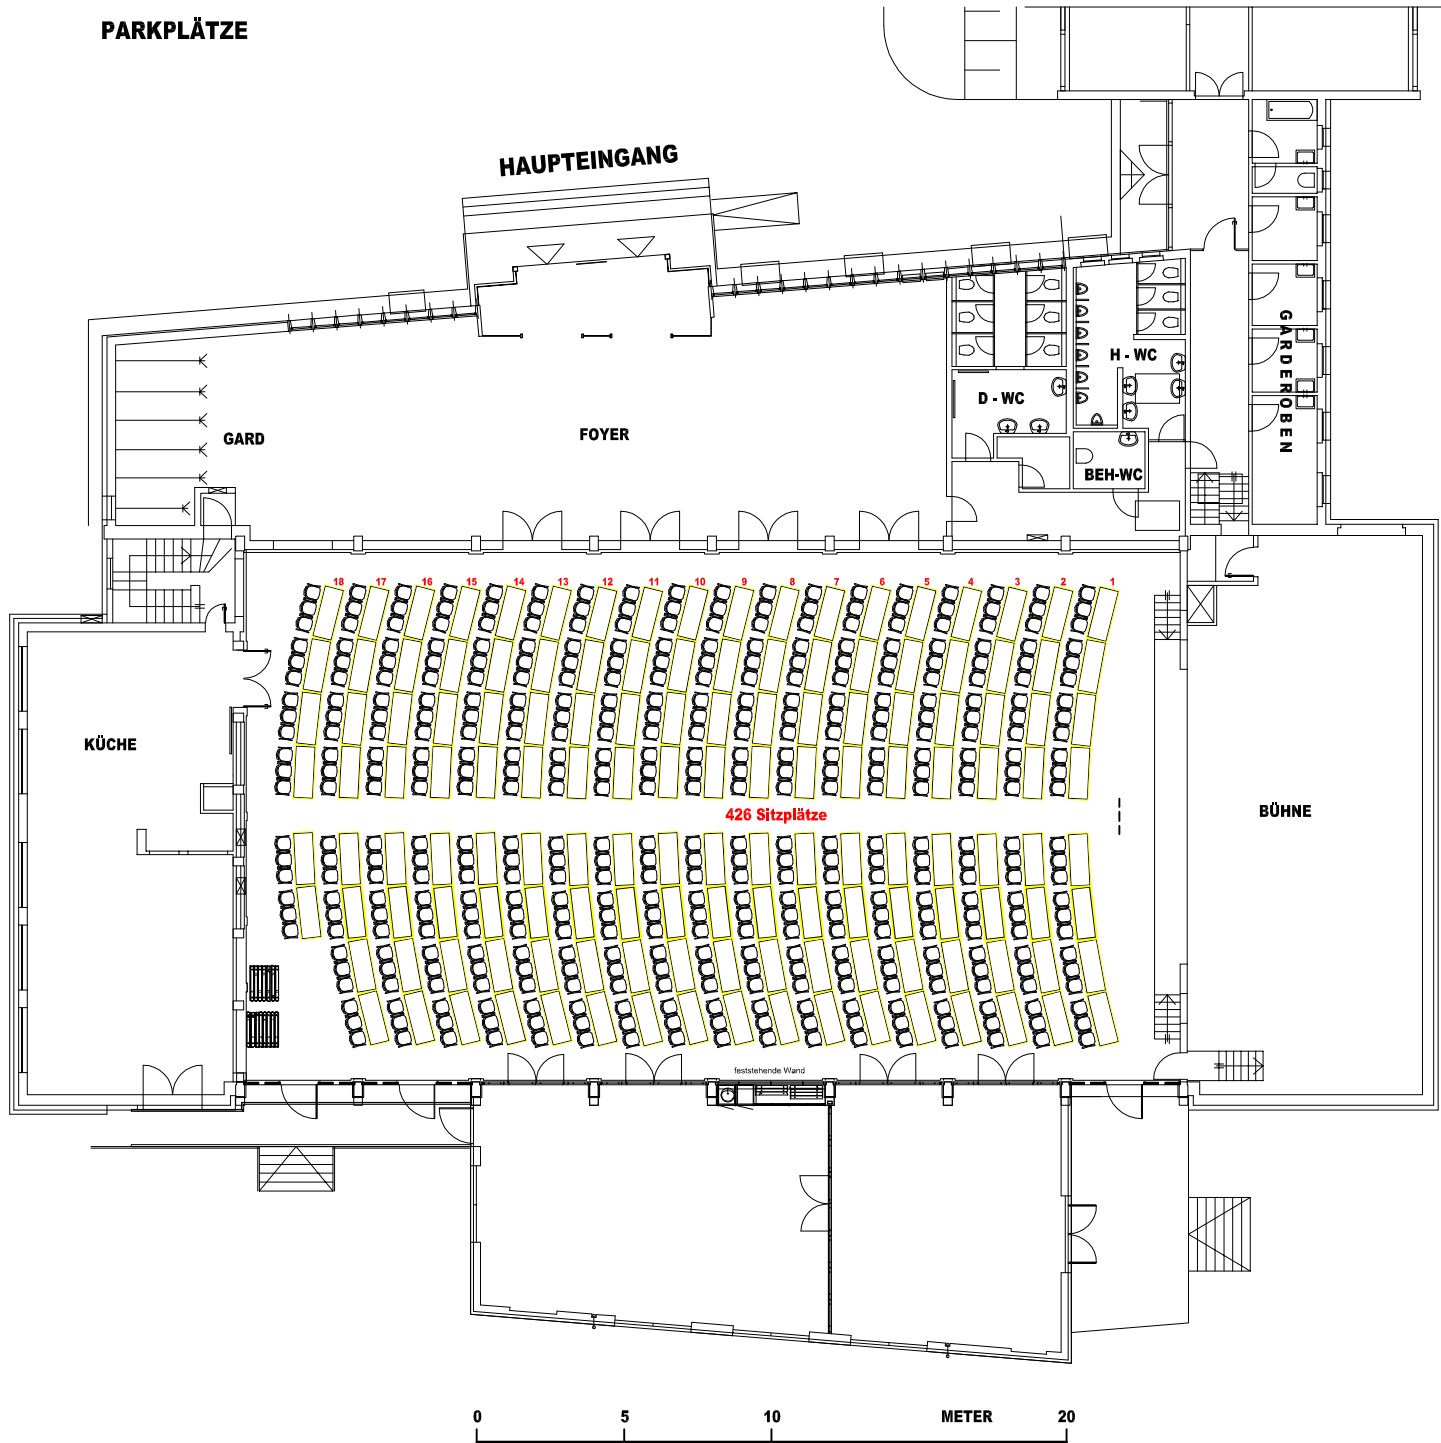 PARKPLÄTZE
HAUPTEINGANG
GARDEROBEN
H - WC
D - WC
GARD
FOYER
BEH-WC
18 17 16 15 14 13 12 11 10 9 8 7 6 5 4 3 2 1
KÜCHE
426 Sitzplätze
BÜHNE
feststehende Wand
0 5 10 METER 20